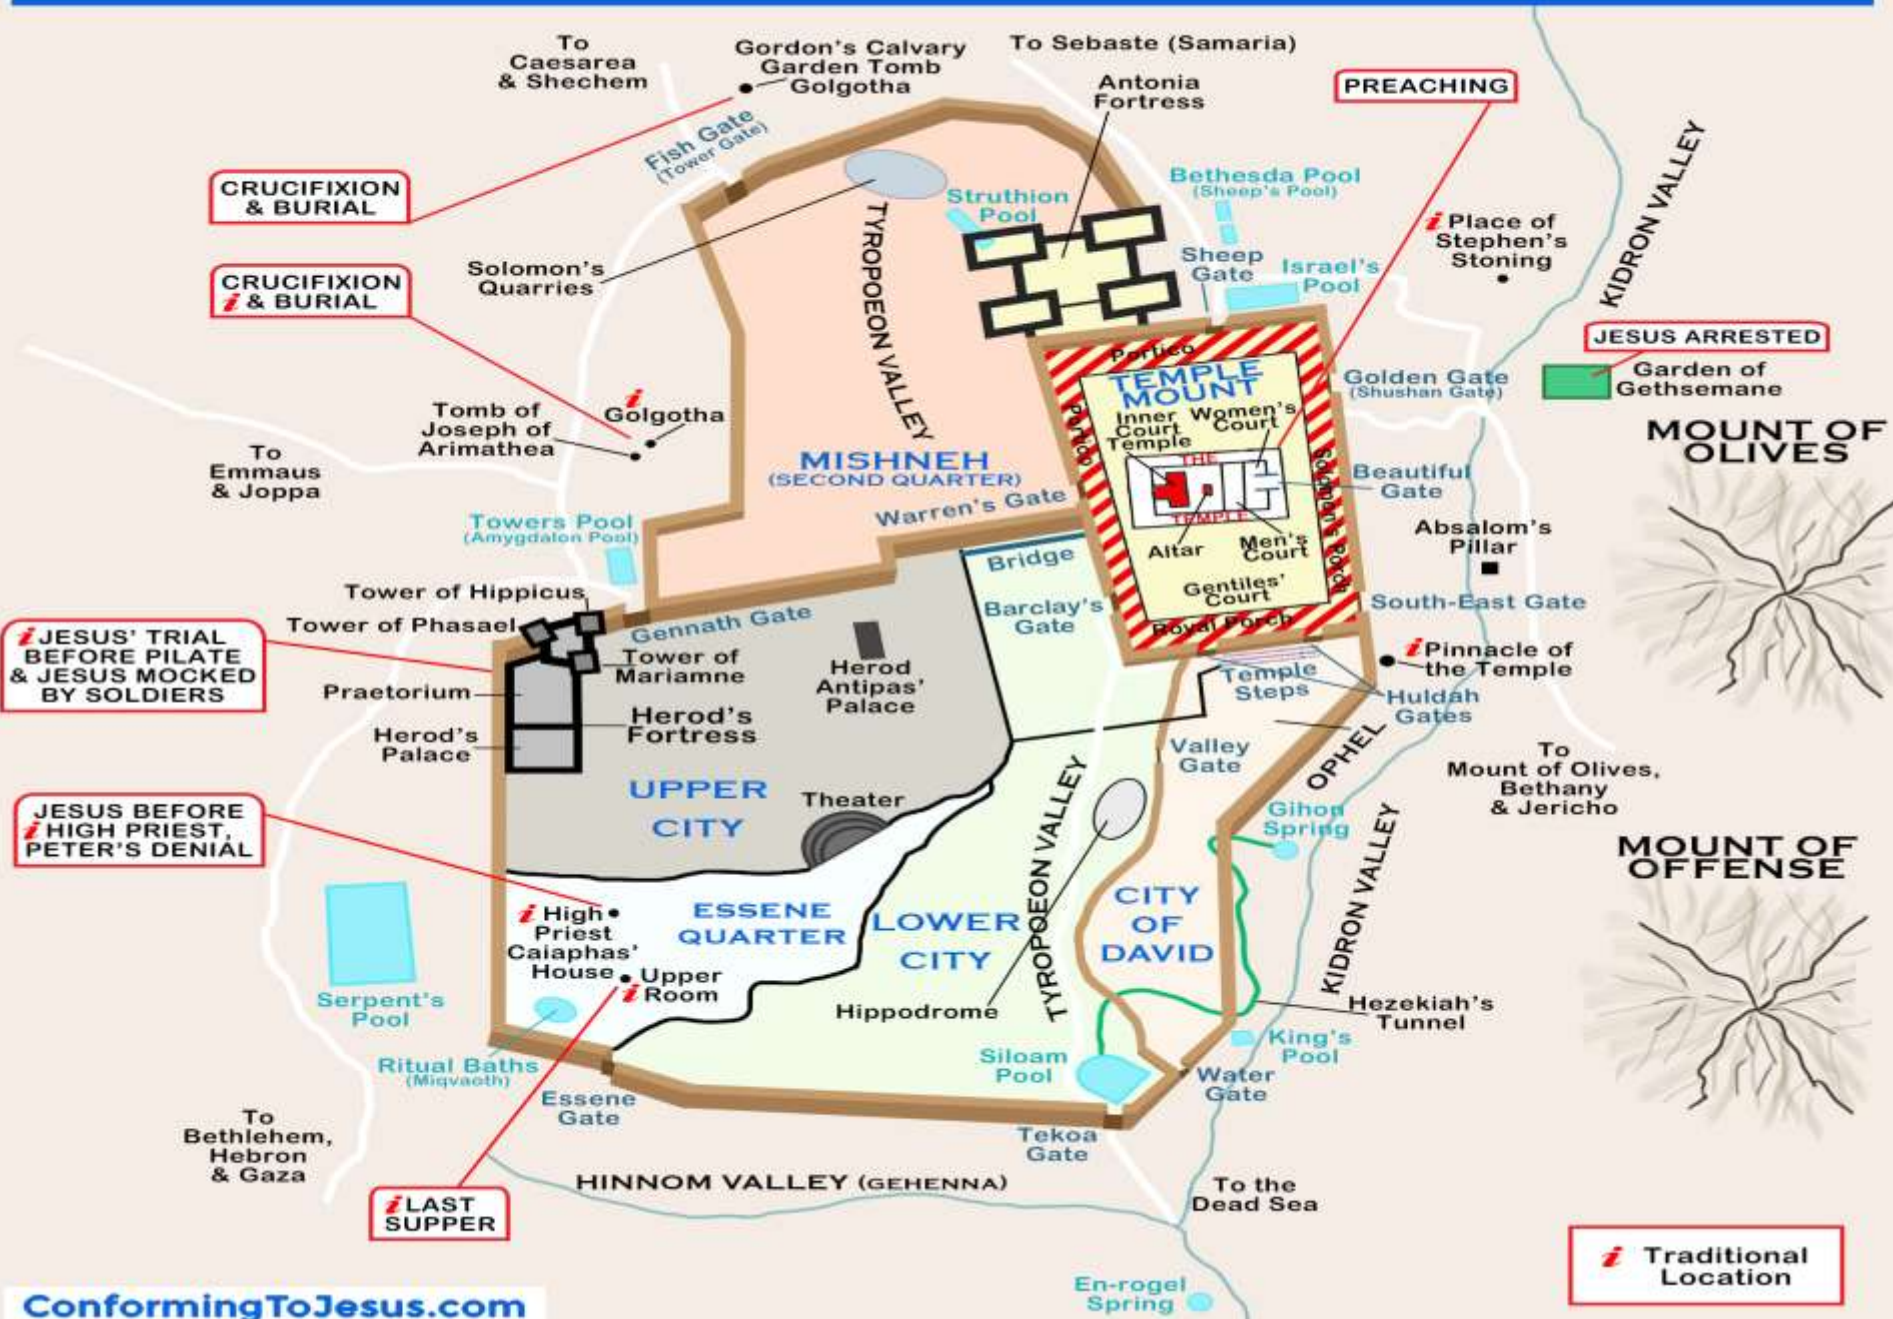 To
Caesarea
& Shechem
Gordon's Calvary
Garden Tomb
Golgotha
To Sebaste (Samaria)
Antonia
Fortress
PREACHING
Fish Gate
(Tower Gate)
KIDRON VALLEY
CRUCIFIXION
& BURIAL
Struthion
Pool
Bethesda Pool
(Sheep's Pool)
i Place of
Stephen's
Stoning
TYROPOEON VALLEY
Solomon's
Quarries
Sheep
Gate
Israel's
Pool
CRUCIFIXION
i & BURIAL
JESUS ARRESTED
Garden of
Gethsemane
Portico
TEMPLE
MOUNT
Golden Gate
(Shushan Gate)
Portico
Inner
Court
Temple
Women's
Court
i
Golgotha
Tomb of
Joseph of
Arimathea
MOUNT OF
OLIVES
To
Emmaus
& Joppa
MISHNEH
(SECOND QUARTER)
THE
TEMPLE
Solomon's Porch
Beautiful
Gate
Warren's Gate
Towers Pool
(Amygdalon Pool)
Altar
Men's
Court
Absalom's
Pillar
Bridge
Gentiles'
Court
Tower of Hippicus
Tower of Phasael
Gennath Gate
Barclay's
Gate
Royal Porch
South-East Gate
i JESUS' TRIAL
BEFORE PILATE
& JESUS MOCKED
BY SOLDIERS
Tower of
Mariamne
Herod
Antipas'
Palace
Temple
Steps
i Pinnacle of
the Temple
Huldah
Gates
Praetorium
Herod's
Palace
Herod's
Fortress
Valley
Gate
OPHEL
To
Mount of Olives,
Bethany
& Jericho
UPPER
CITY
Theater
TYROPOEON VALLEY
Gihon
Spring
JESUS BEFORE
i HIGH PRIEST,
PETER'S DENIAL
KIDRON VALLEY
MOUNT OF
OFFENSE
i High
Priest
Caiaphas'
House
ESSENE
QUARTER
LOWER
CITY
CITY
OF
DAVID
Upper
i Room
Serpent's
Pool
Hippodrome
Hezekiah's
Tunnel
Ritual Baths
(Miqvaoth)
Siloam
Pool
King's
Pool
Essene
Gate
Water
Gate
To
Bethlehem,
Hebron
& Gaza
Tekoa
Gate
HINNOM VALLEY (GEHENNA)
To the
Dead Sea
i LAST
SUPPER
i Traditional
Location
En-rogel
Spring
ConformingToJesus.com